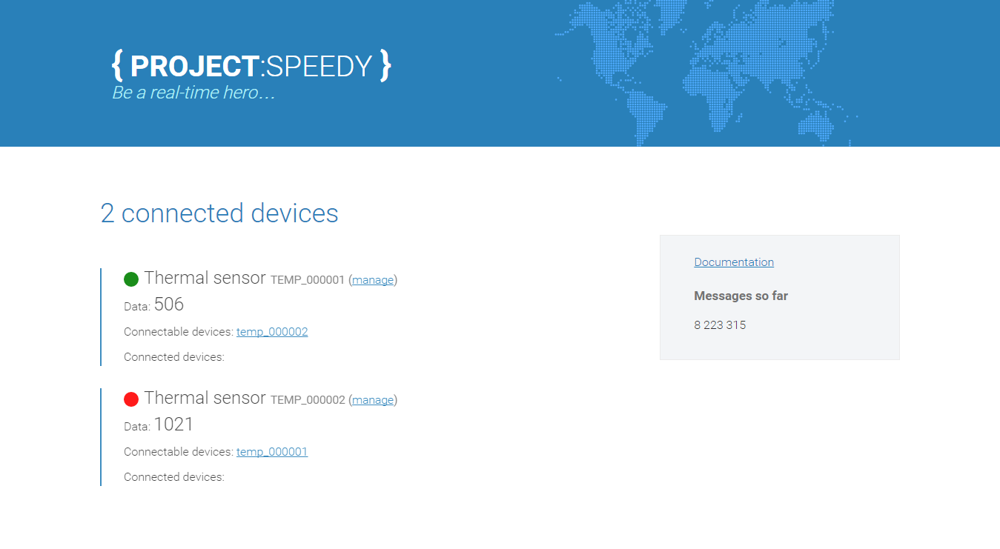 { PROJECT:SPEEDY }
Be a real-time hero...
2 connected devices
Thermal sensor TEMP_000001 (manage)
Data: 506
Connectable devices: temp_000002
Connected devices:
Thermal sensor TEMP_000002 (manage)
Data: 1021
Connectable devices: temp_000001
Connected devices:
Documentation
Messages so far
8 223 315